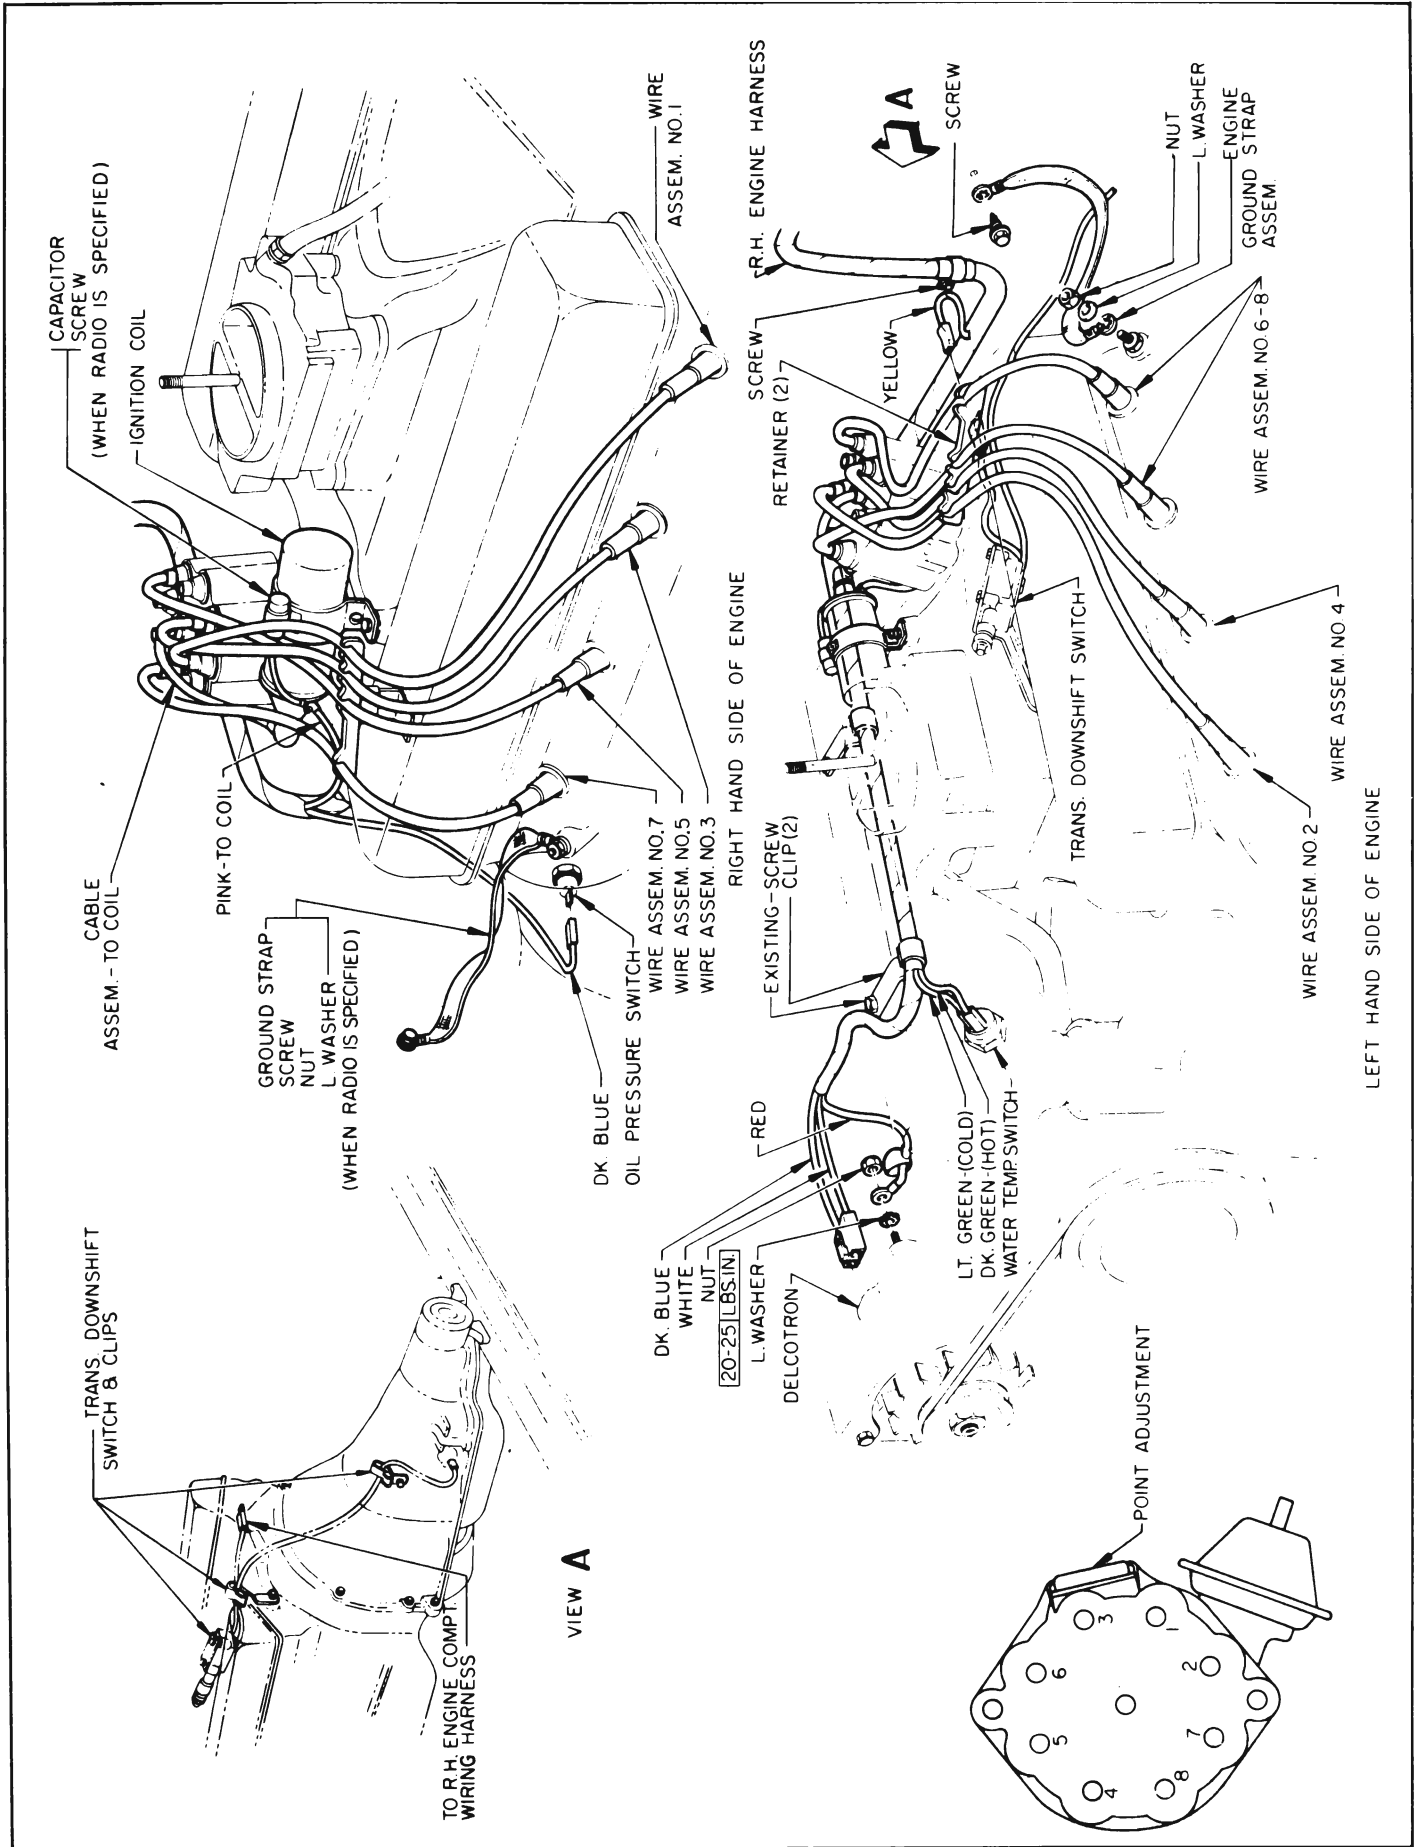 TRANS. DOWNSHIFT
SWITCH & CLIPS
TO R.H. ENGINE COMPT.
WIRING HARNESS
VIEW A
CABLE
ASSEM.-TO COIL
PINK-TO COIL
GROUND STRAP
SCREW
NUT
L. WASHER
(WHEN RADIO IS SPECIFIED)
CAPACITOR
SCREW
(WHEN RADIO IS SPECIFIED)
IGNITION COIL
DK. BLUE
OIL PRESSURE SWITCH
WIRE ASSEM. NO.7
WIRE ASSEM. NO.5
WIRE ASSEM. NO.3
WIRE
ASSEM. NO.1
RIGHT HAND SIDE OF ENGINE
POINT ADJUSTMENT
1
2
7
8
4
5
6
3
DK. BLUE
WHITE
NUT
20-25 LBS.IN.
L.WASHER
DELCOTRON
RED
LT. GREEN-(COLD)
DK. GREEN-(HOT)
WATER TEMP.SWITCH
EXISTING-SCREW
CLIP(2)
SCREW
RETAINER (2)
YELLOW
R.H. ENGINE HARNESS
A
SCREW
NUT
L.WASHER
ENGINE
GROUND STRAP
ASSEM.
WIRE ASSEM. NO.6-8
TRANS. DOWNSHIFT SWITCH
WIRE ASSEM. NO.4
WIRE ASSEM. NO.2
LEFT HAND SIDE OF ENGINE